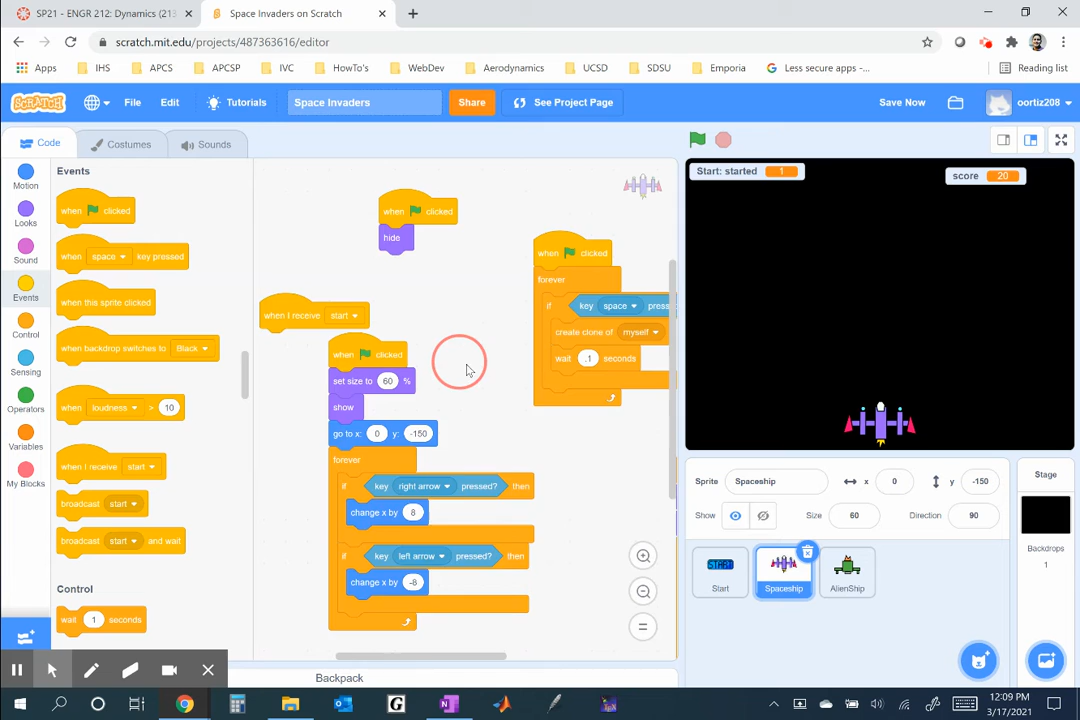 SP21 - ENGR 212: Dynamics (213
Space Invaders on Scratch
scratch.mit.edu/projects/487363616/editor
Apps
IHS
APCS
APCSP
IVC
HowTo's
WebDev
Aerodynamics
UCSD
SDSU
Emporia
Less secure apps -...
Reading list
SCRATCH
File
Edit
Tutorials
Space Invaders
Share
See Project Page
Save Now
oortiz208
Code
Costumes
Sounds
Motion
Looks
Sound
Events
Control
Sensing
Operators
Variables
My Blocks
Events
when clicked
when space key pressed
when this sprite clicked
when backdrop switches to Black
when loudness > 10
when I receive start
broadcast start
broadcast start and wait
Control
wait 1 seconds
when clicked
hide
when I receive start
when clicked
set size to 60 %
show
go to x: 0 y: -150
forever
if key right arrow pressed? then
change x by 8
if key left arrow pressed? then
change x by -8
when clicked
forever
if key space press
create clone of myself
wait .1 seconds
Backpack
Start: started 1
score 20
Sprite Spaceship x 0 y -150
Show Size 60 Direction 90
Start
Spaceship
AlienShip
Stage
Backdrops
1
12:09 PM
3/17/2021